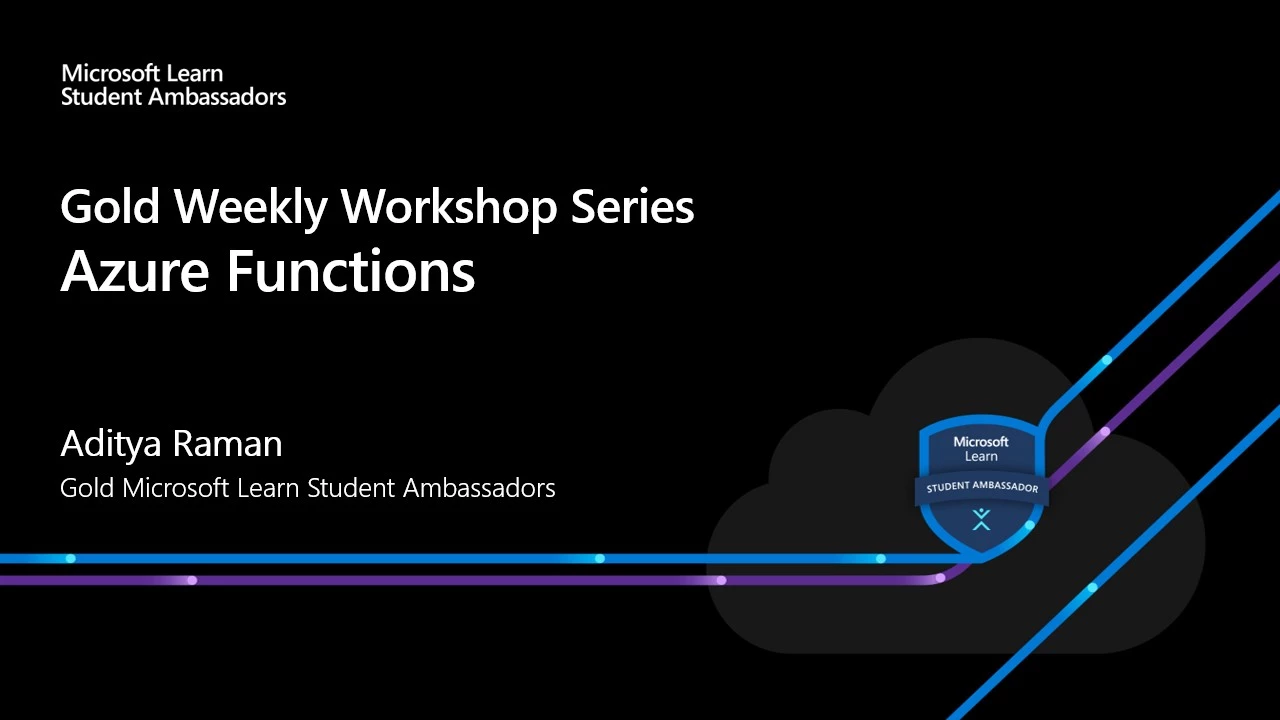 Microsoft Learn
Student Ambassadors
Gold Weekly Workshop Series
Azure Functions
Aditya Raman
Gold Microsoft Learn Student Ambassadors
Microsoft
Learn
STUDENT AMBASSADOR